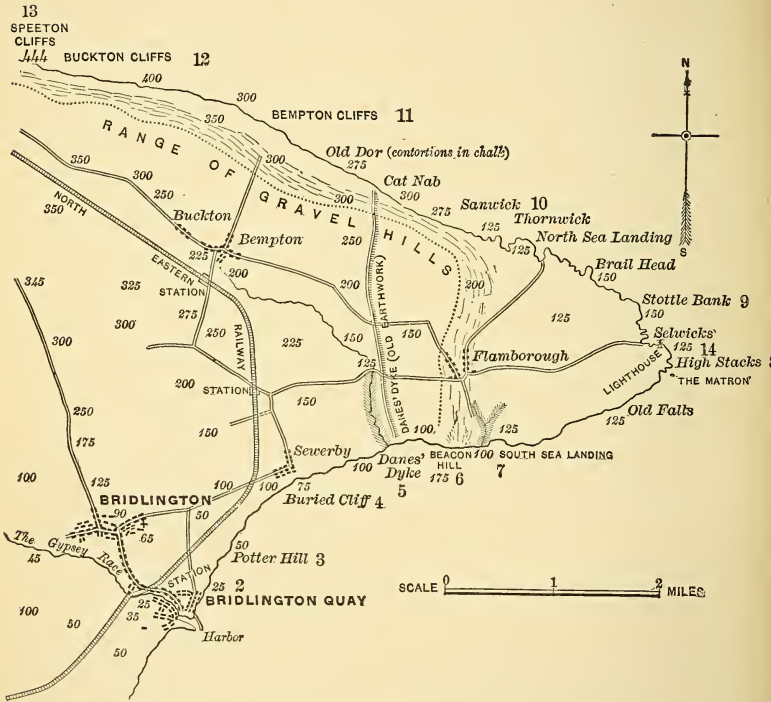 13
SPEETON
CLIFFS
444 BUCKTON CLIFFS 12
400
300
350
BEMPTON CLIFFS 11
N
S
RANGE OF GRAVEL HILLS
Old Dor (contortions in chalk)
275
Cat Nab
300
300
300
275
350
300
250
NORTH
350
Buckton
Bempton
225
200
250
Sanwick 10
125
Thornwick
125
North Sea Landing
Brail Head
150
Stottle Bank 9
150
Selwicks'
125 14
High Stacks
"THE MATRON"
LIGHTHOUSE
Old Falls
125
EASTERN
STATION
RAILWAY
345
325
300
300
275
250
225
200
150
150
200
125
DANES' DYKE (OLD EARTHWORK)
125
Flamborough
200
STATION
150
150
250
175
125
100
Sewerby
100
Danes'
Dyke
5
100
BEACON
HILL
175 6
100 SOUTH SEA LANDING
7
125
100
100
75
Buried Cliff 4
BRIDLINGTON
90
65
50
The Gypsey Race
45
50
Potter Hill 3
STATION
25 2
BRIDLINGTON QUAY
25
35
Harbor
100
50
50
SCALE 0 1 2 MILES